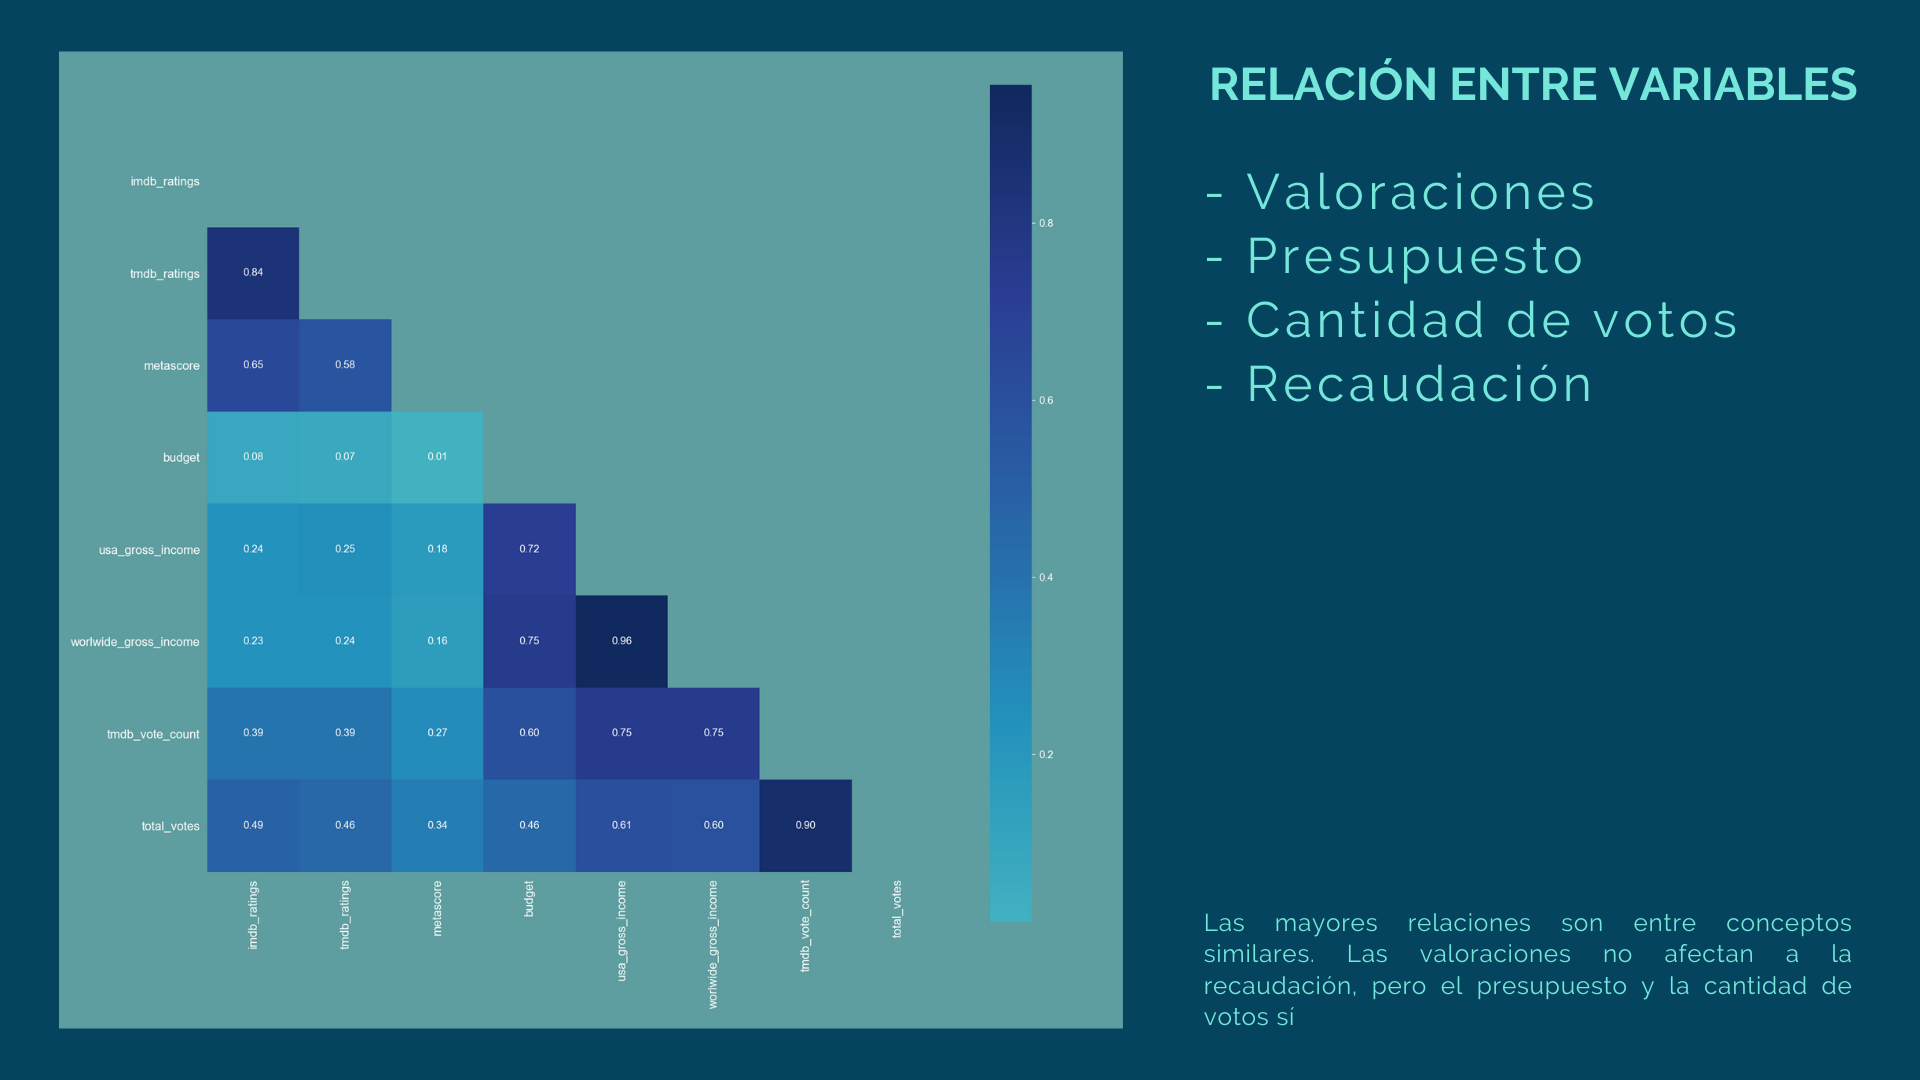 RELACIÓN ENTRE VARIABLES
- Valoraciones
- Presupuesto
- Cantidad de votos
- Recaudación
imdb_ratings
tmdb_ratings 0.84
metascore 0.65 0.58
budget 0.08 0.07 0.01
usa_gross_income 0.24 0.25 0.18 0.72
worlwide_gross_income 0.23 0.24 0.16 0.75 0.96
tmdb_vote_count 0.39 0.39 0.27 0.60 0.75 0.75
total_votes 0.49 0.46 0.34 0.46 0.61 0.60 0.90
imdb_ratings
tmdb_ratings
metascore
budget
usa_gross_income
worlwide_gross_income
tmdb_vote_count
total_votes
0.8
0.6
0.4
0.2
Las mayores relaciones son entre conceptos
similares. Las valoraciones no afectan a la
recaudación, pero el presupuesto y la cantidad de
votos sí